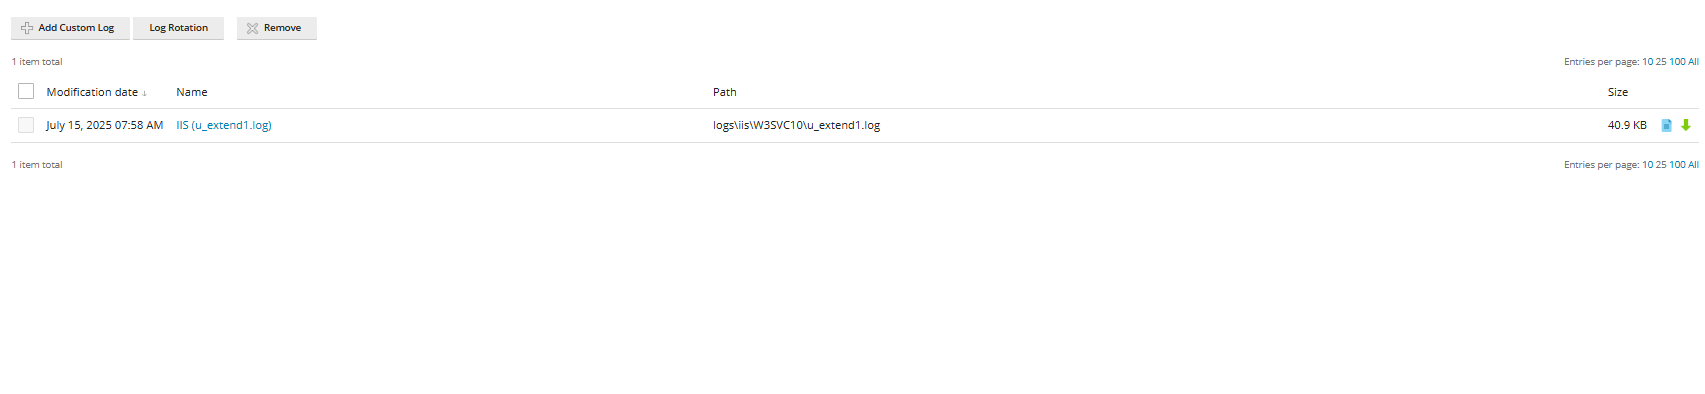 Add Custom Log Log Rotation Remove
1 item total Entries per page: 10 25 100 All
Modification date ↓ Name Path Size
July 15, 2025 07:58 AM IIS (u_extend1.log) logs\iis\W3SVC10\u_extend1.log 40.9 KB
1 item total Entries per page: 10 25 100 All